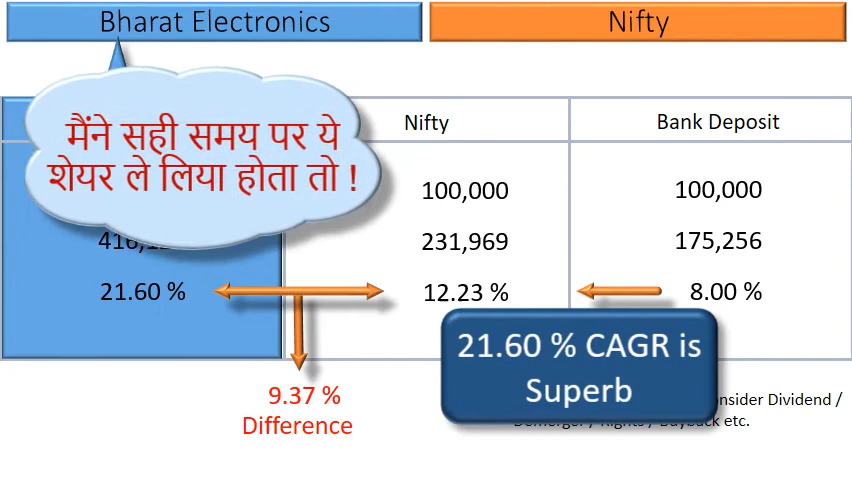 Bharat Electronics
Nifty
मैंने सही समय पर ये
शेयर ले लिया होता तो !
Nifty
Bank Deposit
100,000
100,000
231,969
175,256
21.60 %
12.23 %
8.00 %
21.60 % CAGR is
Superb
9.37 %
Difference
Dividend /
Rights / Buyback etc.